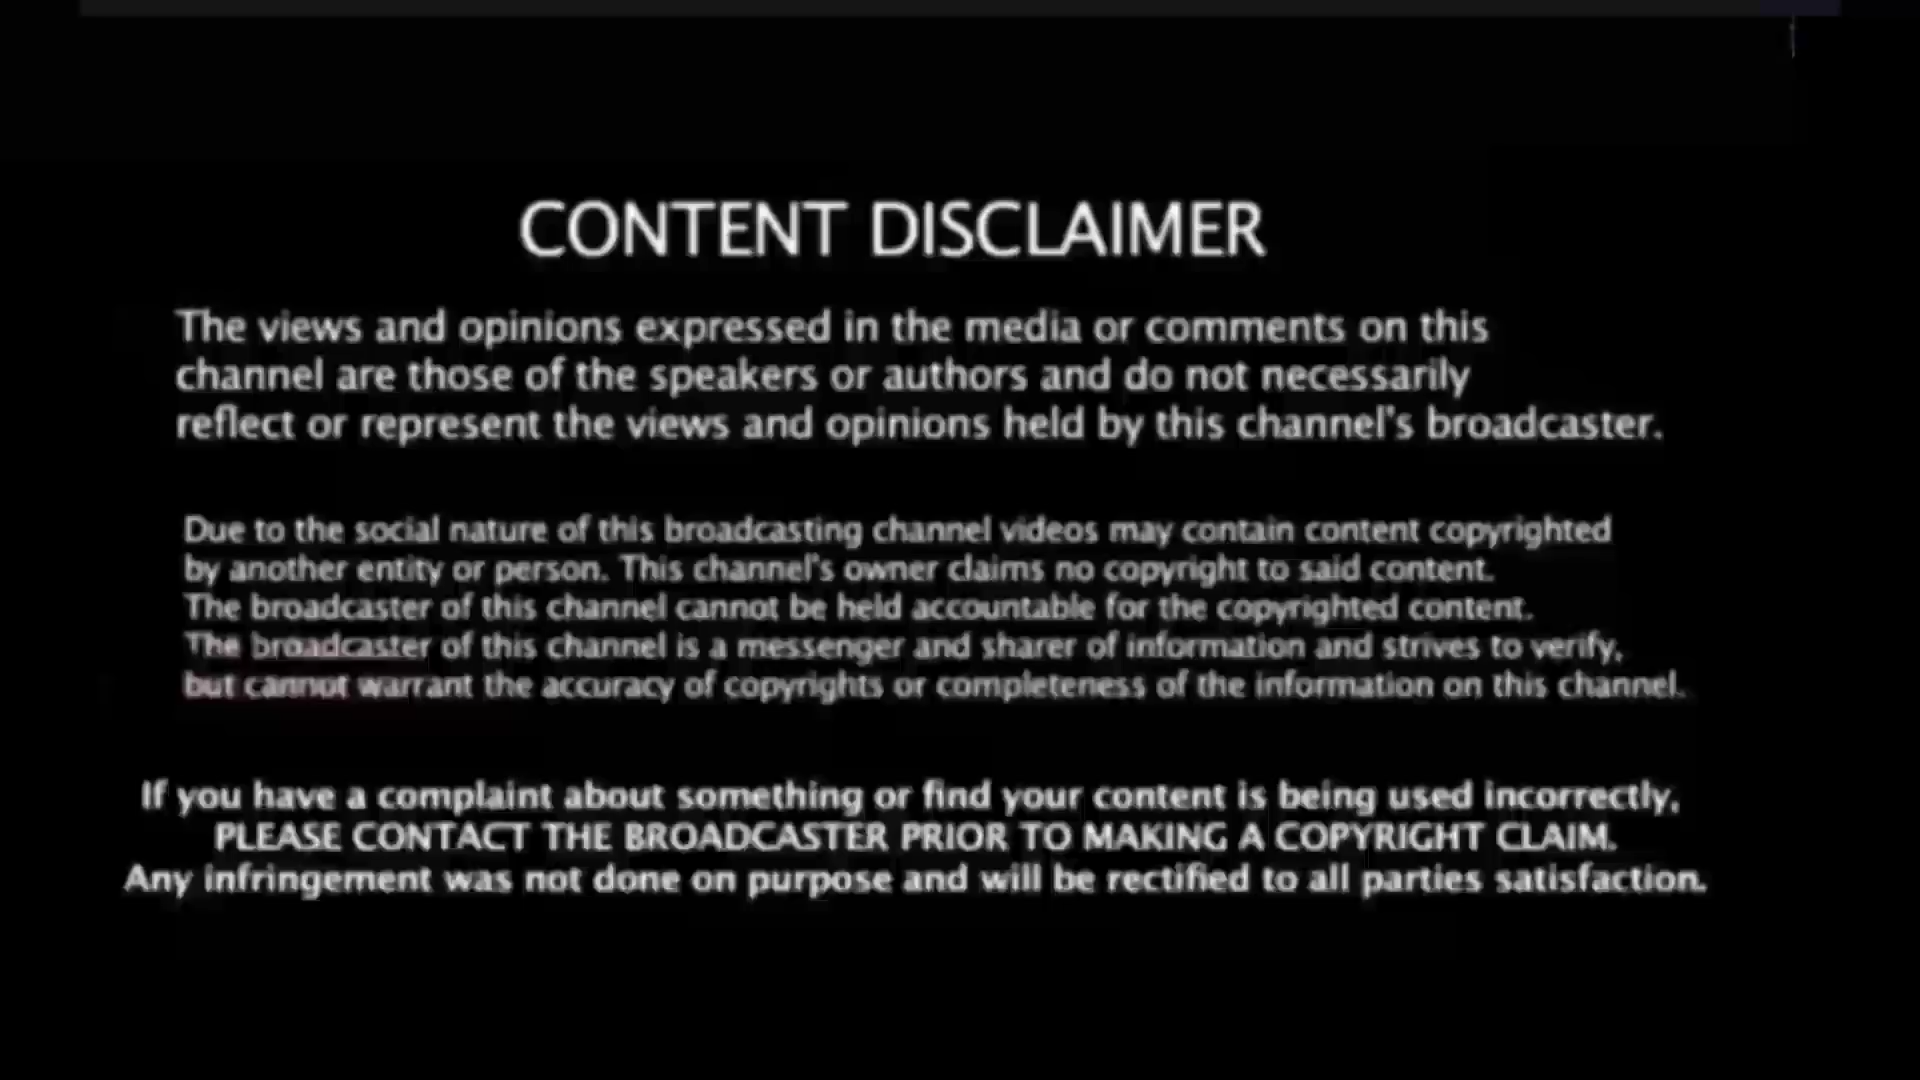 CONTENT DISCLAIMER
The views and opinions expressed in the media or comments on this
channel are those of the speakers or authors and do not necessarily
reflect or represent the views and opinions held by this channel's broadcaster.
Due to the social nature of this broadcasting channel videos may contain content copyrighted
by another entity or person. This channel's owner claims no copyright to said content.
The broadcaster of this channel cannot be held accountable for the copyrighted content.
The broadcaster of this channel is a messenger and sharer of information and strives to verify,
but cannot warrant the accuracy of copyrights or completeness of the information on this channel.
If you have a complaint about something or find your content is being used incorrectly,
PLEASE CONTACT THE BROADCASTER PRIOR TO MAKING A COPYRIGHT CLAIM.
Any infringement was not done on purpose and will be rectified to all parties satisfaction.